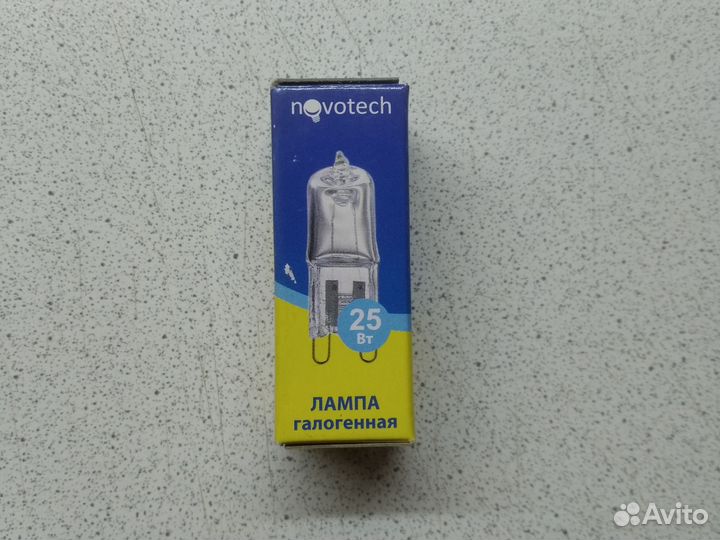 novotech
25
Вт
ЛАМПА
галогенная
Avito